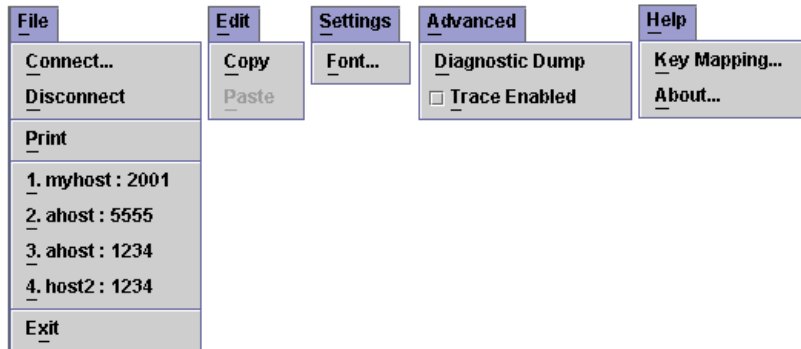 File
Connect...
Disconnect
Print
1. myhost : 2001
2. ahost : 5555
3. ahost : 1234
4. host2 : 1234
Exit
Edit
Copy
Paste
Settings
Font...
Advanced
Diagnostic Dump
Trace Enabled
Help
Key Mapping...
About...